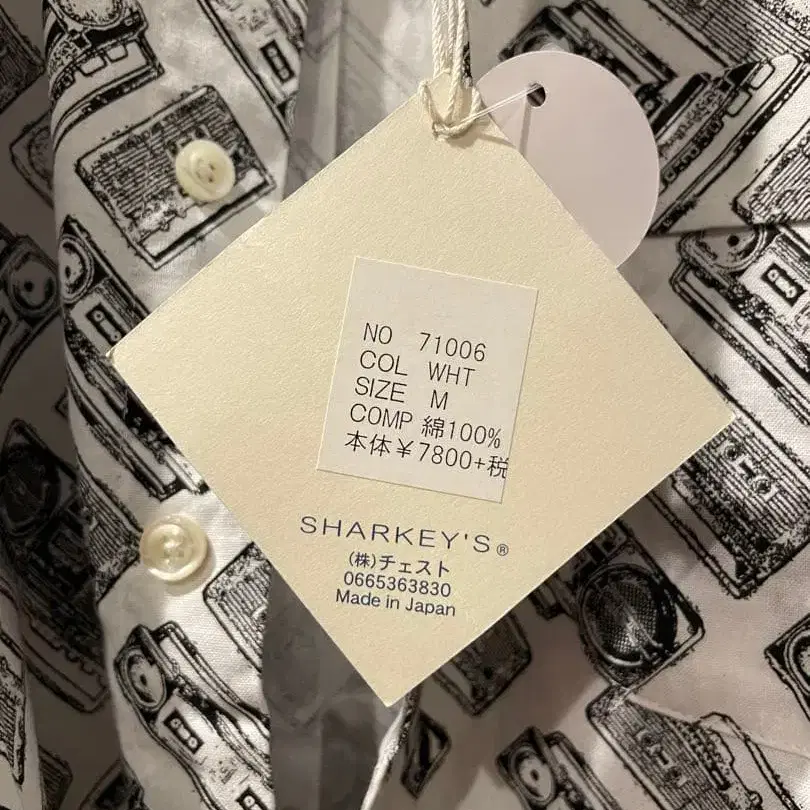 NO 71006
COL WHT
SIZE M
COMP 綿100%
本体¥7800+税
SHARKEY'S®
(株)チェスト
0665363830
Made in Japan